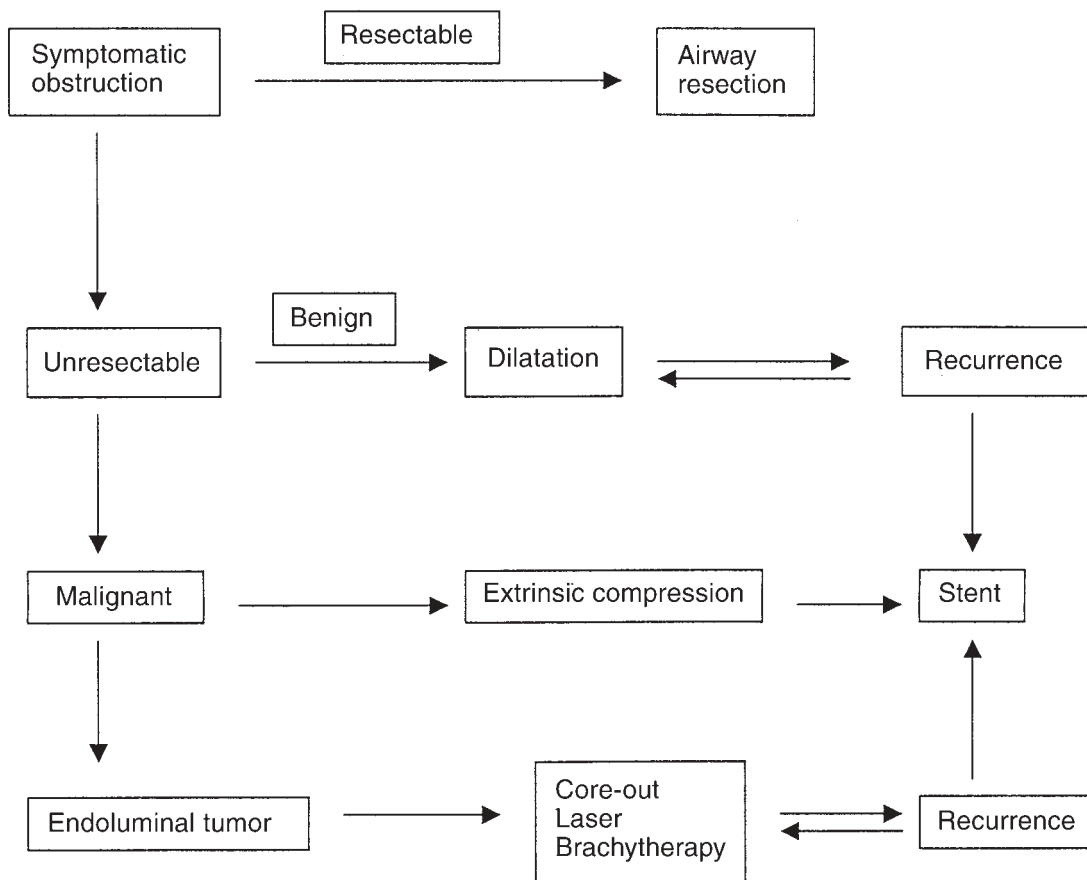 Symptomatic
obstruction
Resectable
Airway
resection
Unresectable
Benign
Dilatation
Recurrence
Malignant
Extrinsic compression
Stent
Endoluminal tumor
Core-out
Laser
Brachytherapy
Recurrence